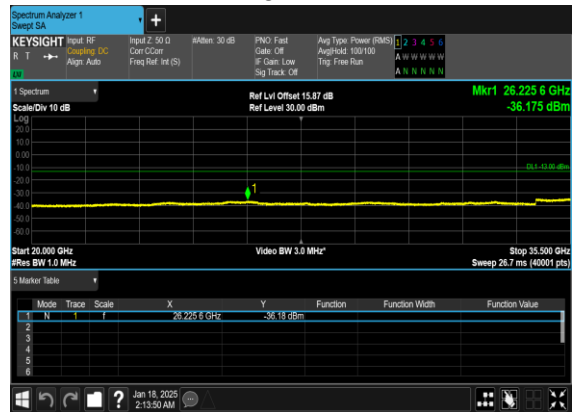 Spectrum Analyzer 1
Swept SA
+
KEYSIGHT Input: RF Input Z: 50 Ω #Atten: 30 dB PNO: Fast Avg Type: Power (RMS) 1 2 3 4 5 6
R T Coupling: DC Corr CCorr Gate: Off Avg|Hold: 100/100 A W W W W W
Align: Auto Freq Ref: Int (S) IF Gain: Low Trig: Free Run
Sig Track: Off A N N N N N
1 Spectrum Ref Lvl Offset 15.87 dB Mkr1 26.225 6 GHz
Scale/Div 10 dB Ref Level 30.00 dBm -36.175 dBm
Log
20.0
10.0
0.00
-10.0 DL1 -13.00 dBm
-20.0
-30.0 1
-40.0
-50.0
-60.0
Start 20.000 GHz Video BW 3.0 MHz* Stop 35.500 GHz
#Res BW 1.0 MHz Sweep 26.7 ms (40001 pts)
5 Marker Table
Mode Trace Scale X Y Function Function Width Function Value
1 N 1 f 26.225 6 GHz -36.18 dBm
2
3
4
5
6
? Jan 18, 2025
2:13:50 AM